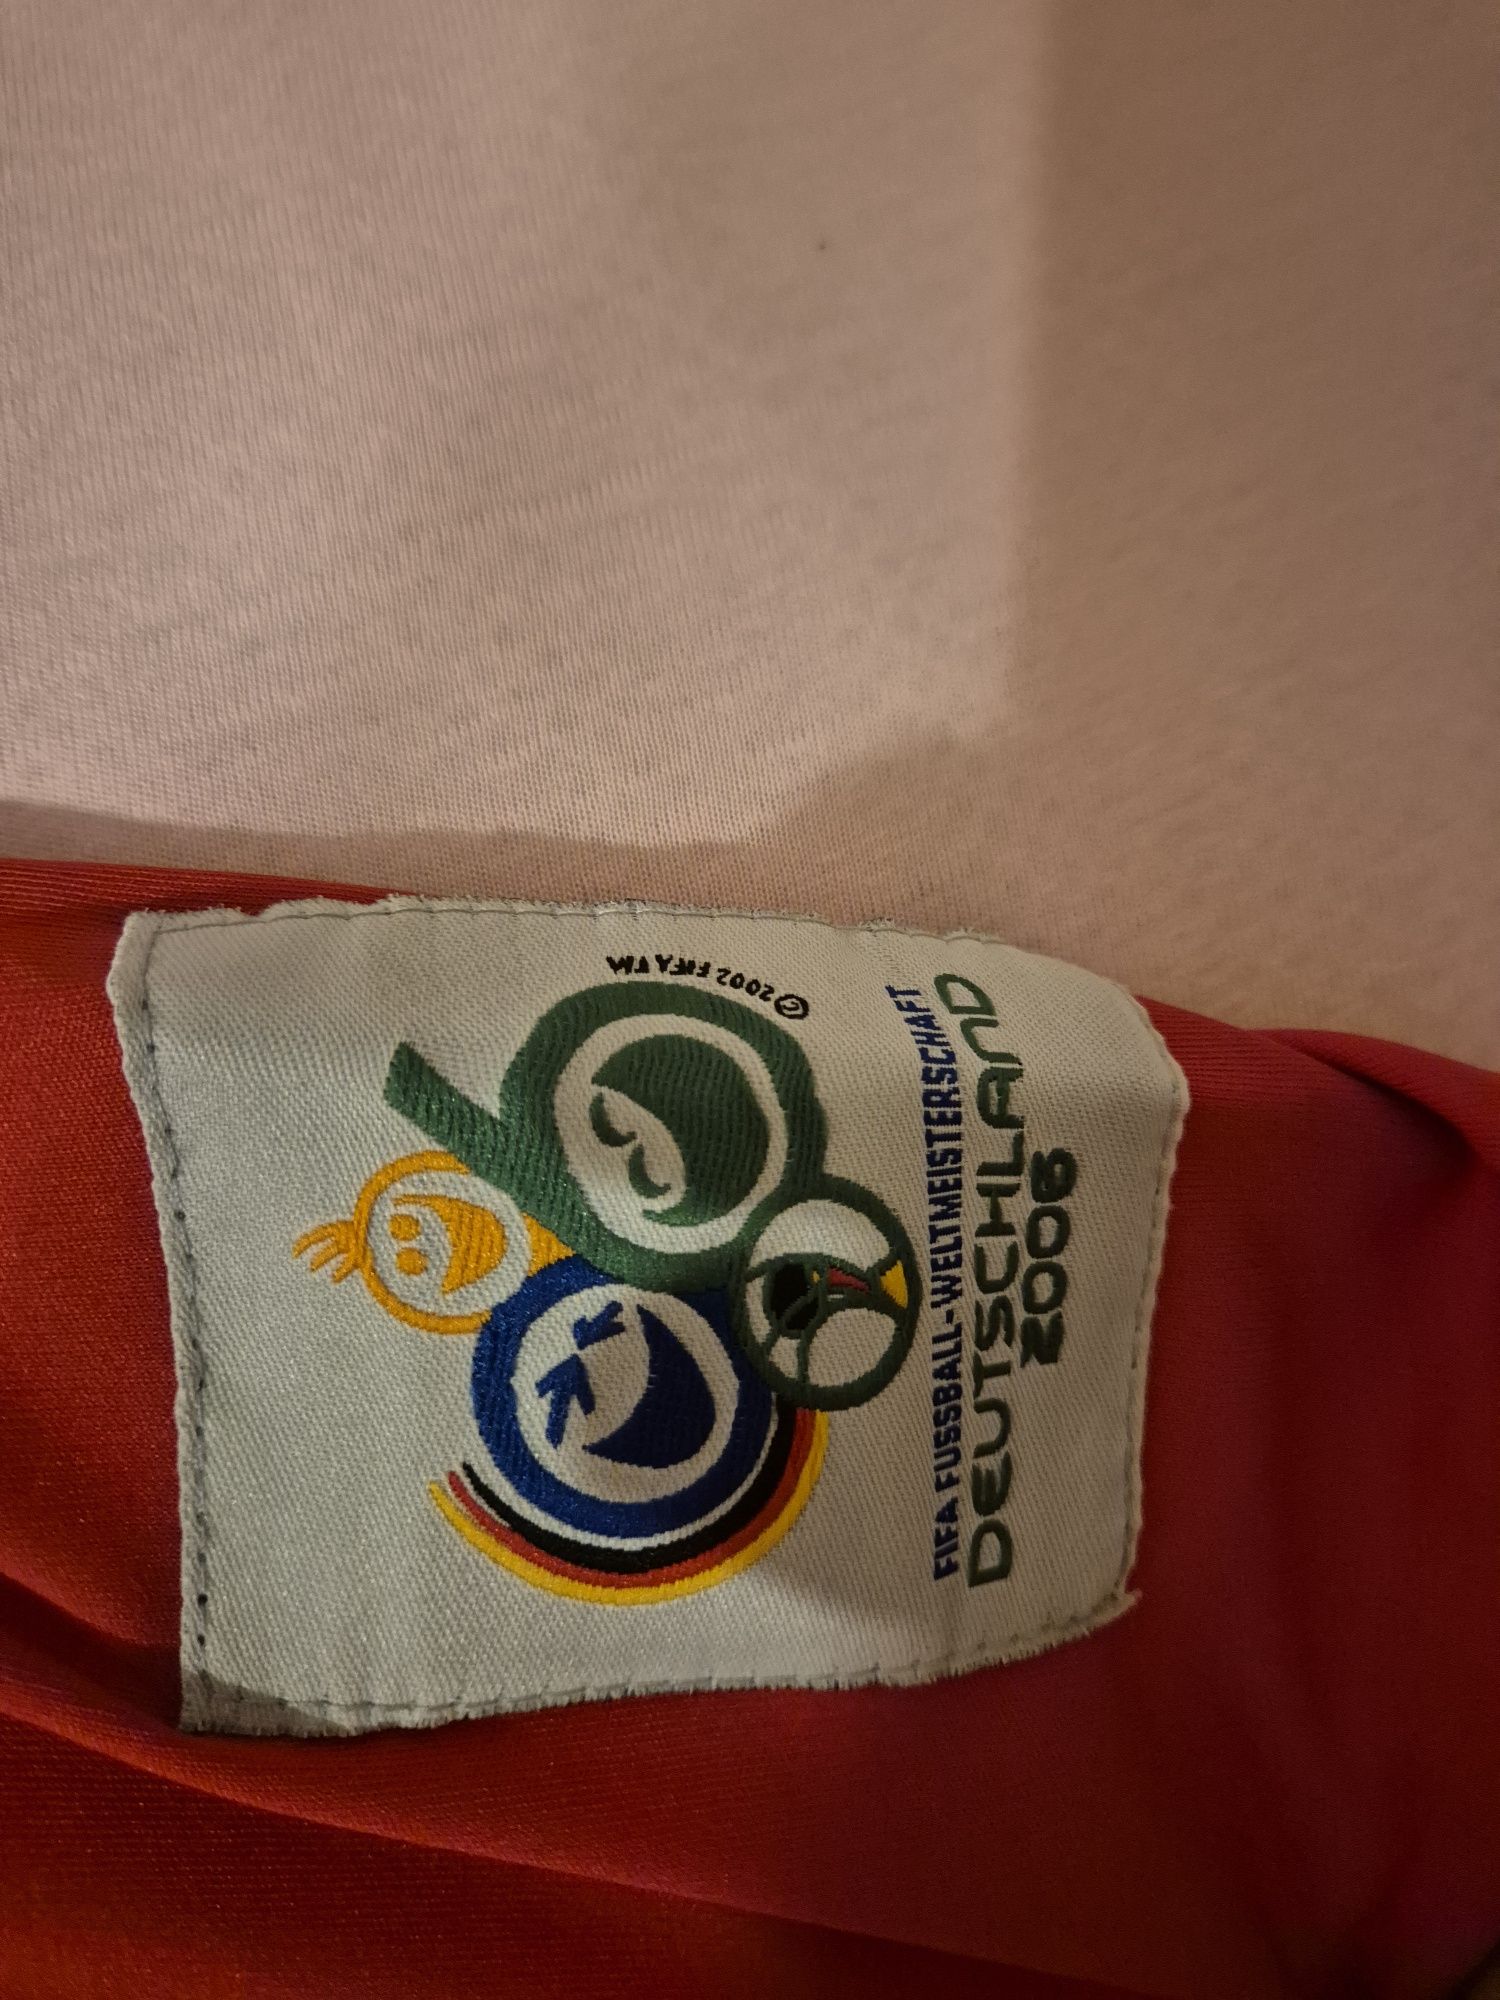 ©2002 FIFA TM
FIFA FUSSBALL-WELTMEISTERSCHAFT
DEUTSCHLAND
2006